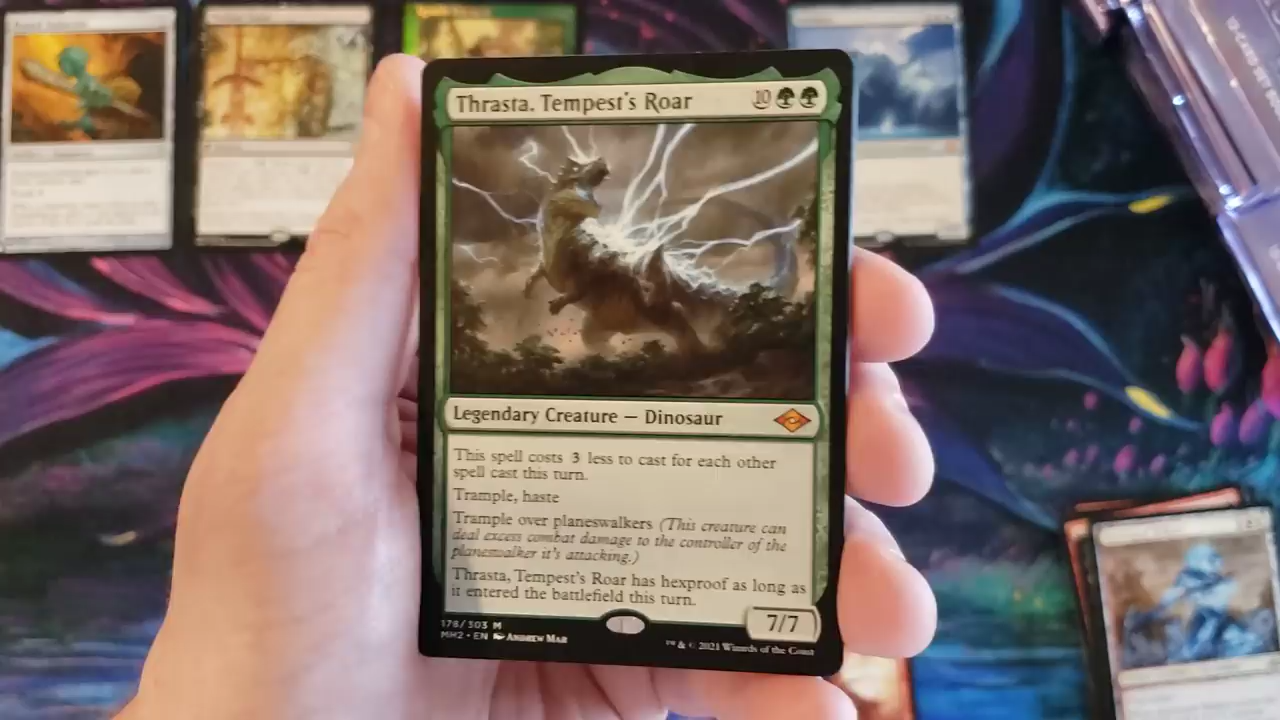 Thrasta, Tempest's Roar 10
Legendary Creature — Dinosaur
This spell costs 3 less to cast for each other
spell cast this turn.
Trample, haste
Trample over planeswalkers (This creature can
deal excess combat damage to the controller of the
planeswalker it's attacking.)
Thrasta, Tempest's Roar has hexproof as long as
it entered the battlefield this turn.
7/7
178/303 M
MH2 • EN Andrew Mar
™ & © 2021 Wizards of the Coast